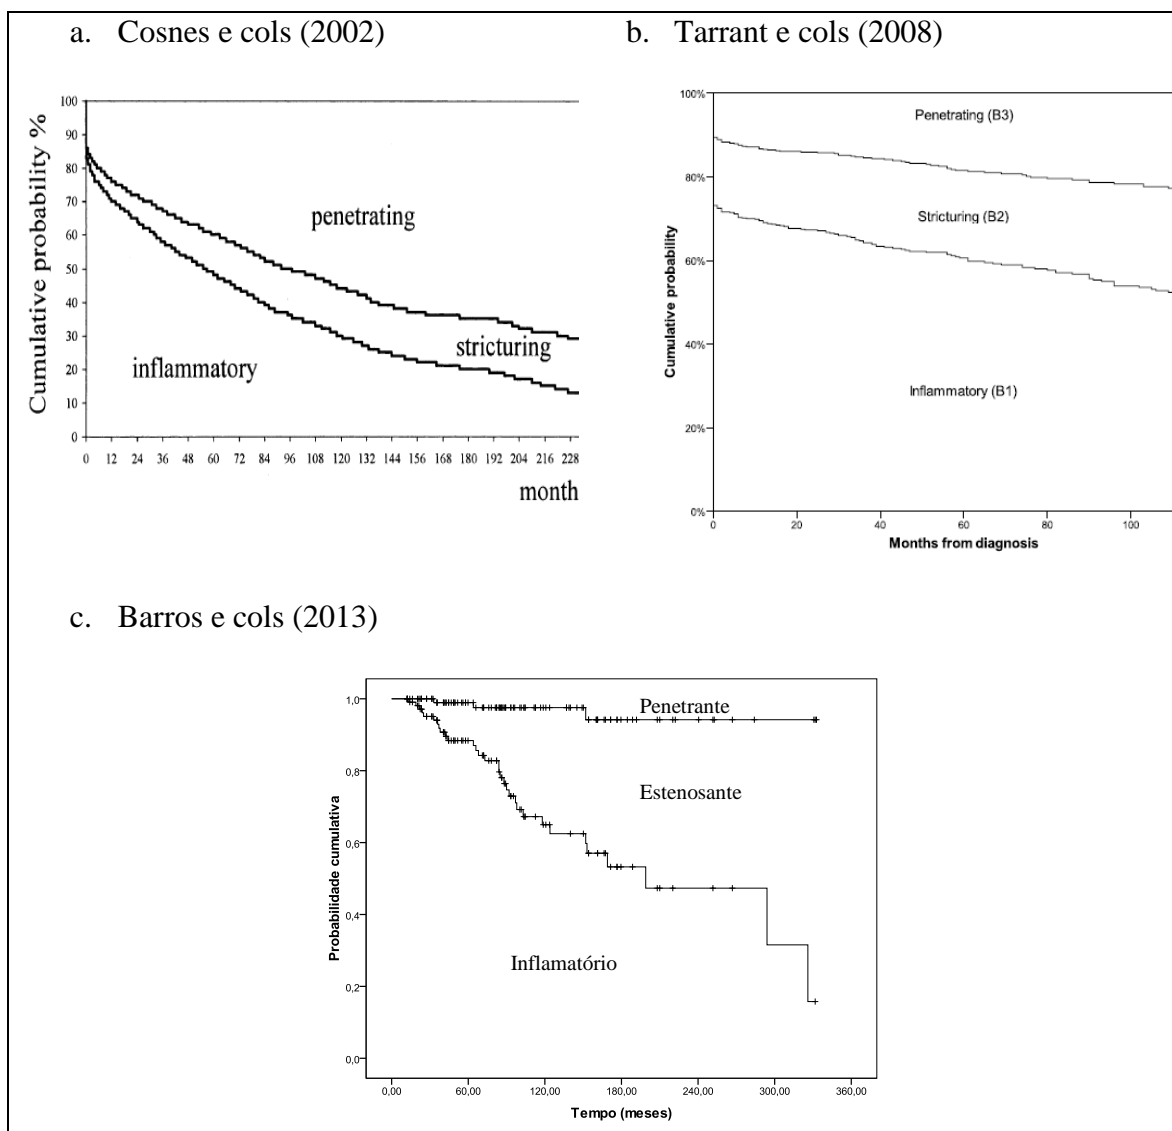 a. Cosnes e cols (2002)
100
90
80
70
60
50
40
30
20
10
0
Cumulative probability %
penetrating
stricturing
inflammatory
0 12 24 36 48 60 72 84 96 108 120 132 144 156 168 180 192 204 216 228
month
b. Tarrant e cols (2008)
100%
80%
60%
40%
20%
0%
Cumulative probability
Penetrating (B3)
Stricturing (B2)
Inflammatory (B1)
0 20 40 60 80 100
Months from diagnosis
c. Barros e cols (2013)
1,0
0,8
0,6
0,4
0,2
0,0
Probabilidade cumulativa
Penetrante
Estenosante
Inflamatório
0,00 60,00 120,00 180,00 240,00 300,00 360,00
Tempo (meses)